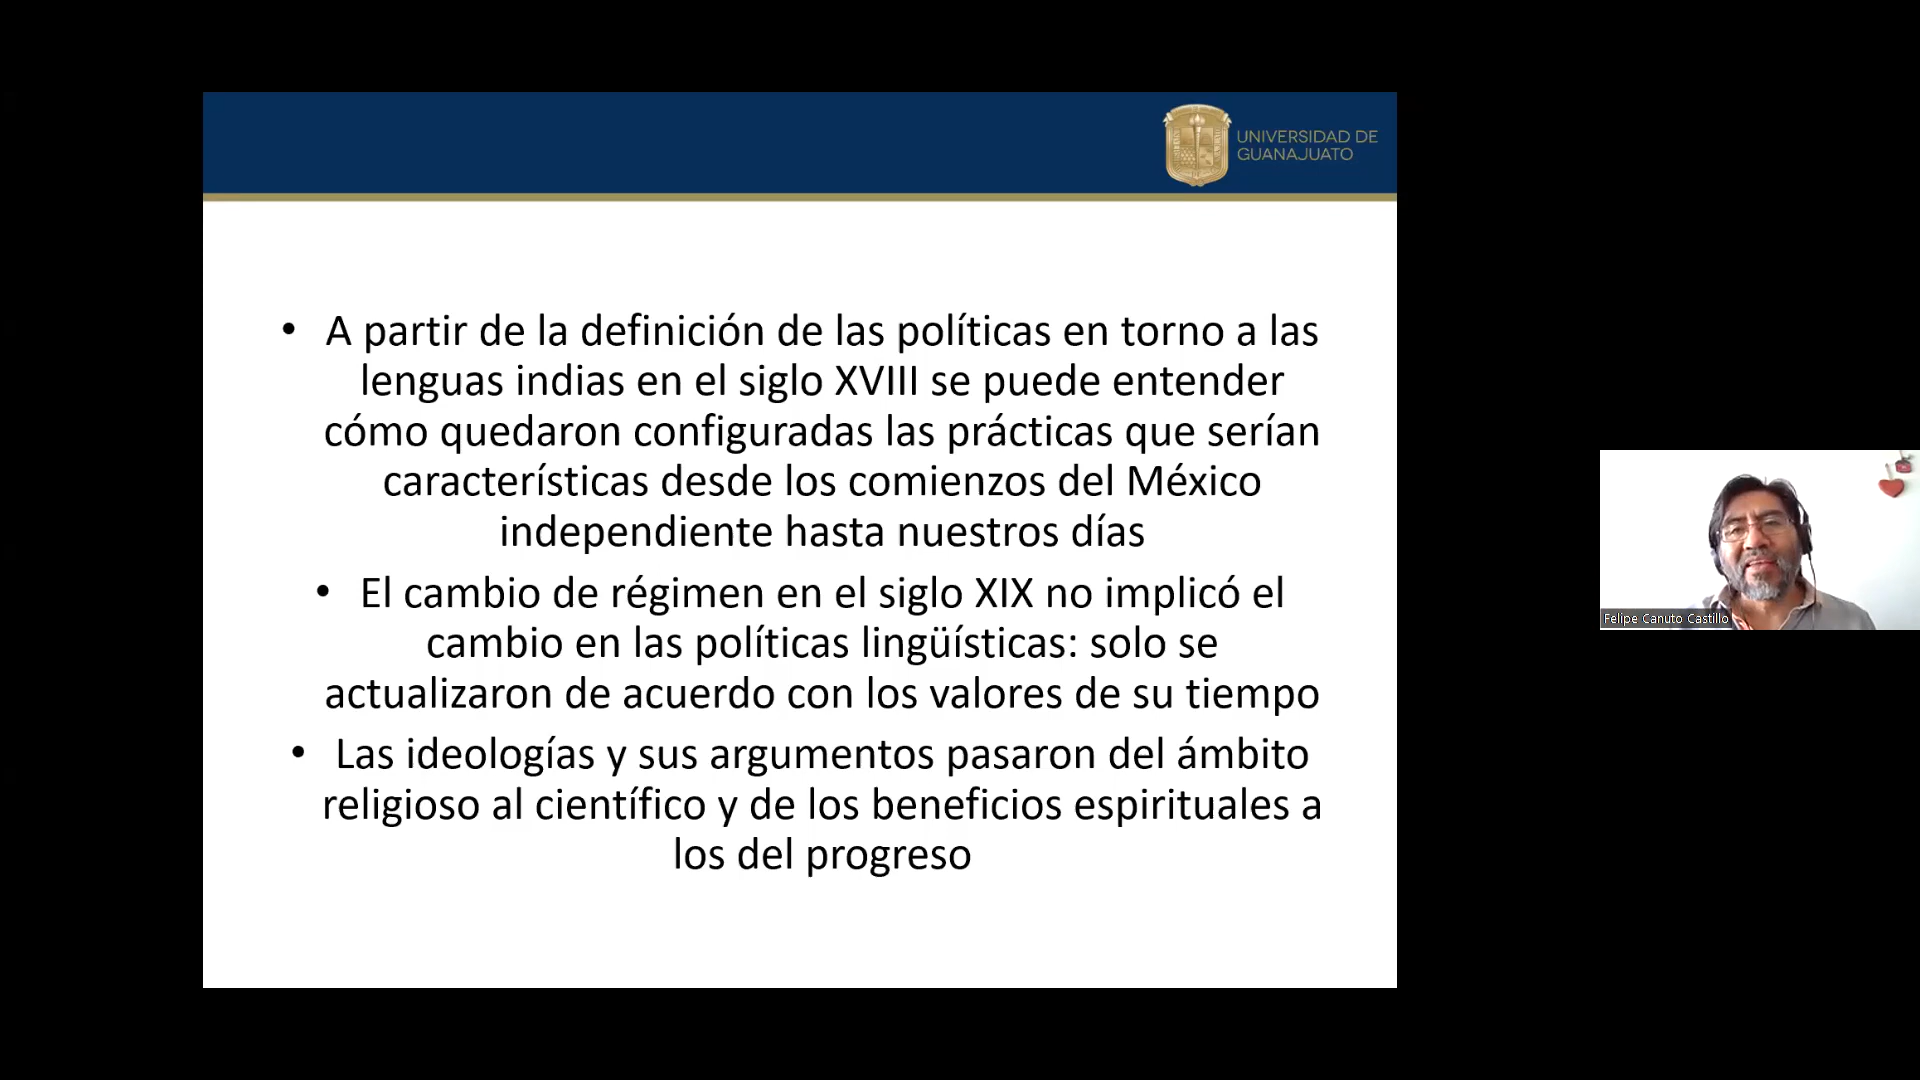 UNIVERSIDAD DE
GUANAJUATO
• A partir de la definición de las políticas en torno a las
lenguas indias en el siglo XVIII se puede entender
cómo quedaron configuradas las prácticas que serían
características desde los comienzos del México
independiente hasta nuestros días
• El cambio de régimen en el siglo XIX no implicó el
cambio en las políticas lingüísticas: solo se
actualizaron de acuerdo con los valores de su tiempo
• Las ideologías y sus argumentos pasaron del ámbito
religioso al científico y de los beneficios espirituales a
los del progreso
Felipe Canuto Castillo